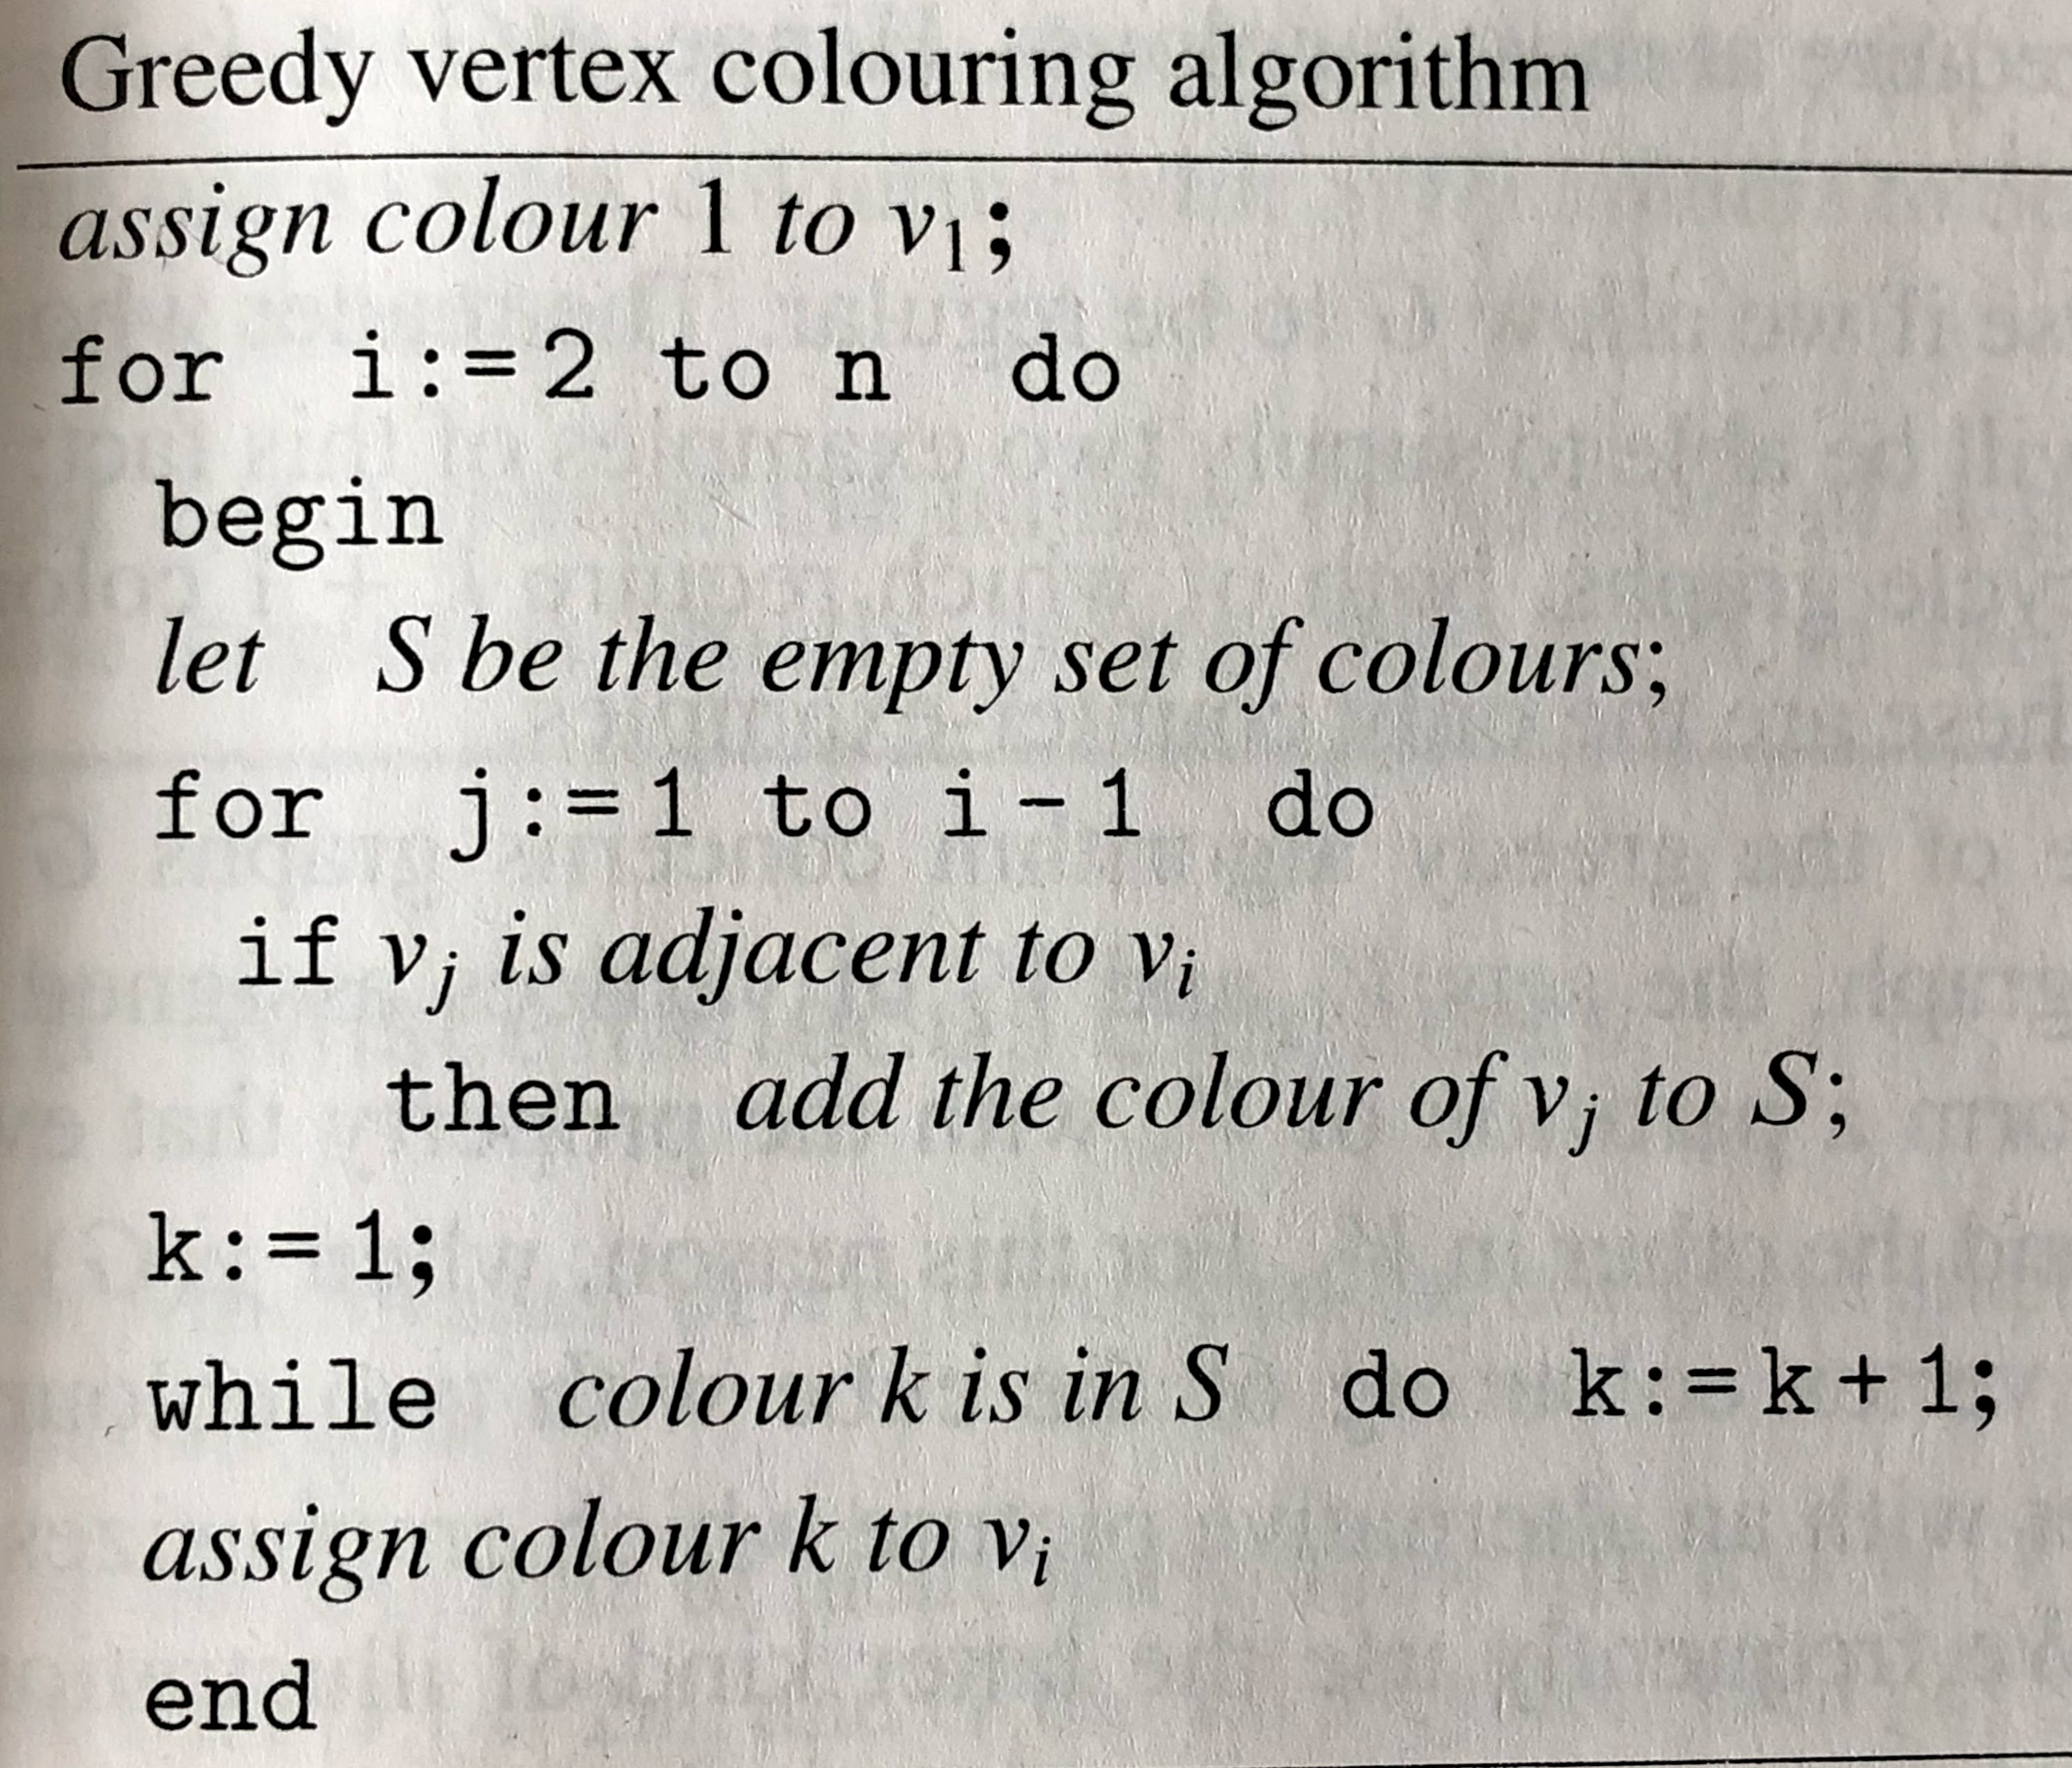 Greedy vertex colouring algorithm
assign colour 1 to v₁;
for i:=2 to n do
begin
let S be the empty set of colours;
for j:=1 to i-1 do
if vⱼ is adjacent to vᵢ
then add the colour of vⱼ to S;
k:=1;
while colour k is in S do k:=k+1;
assign colour k to vᵢ
end